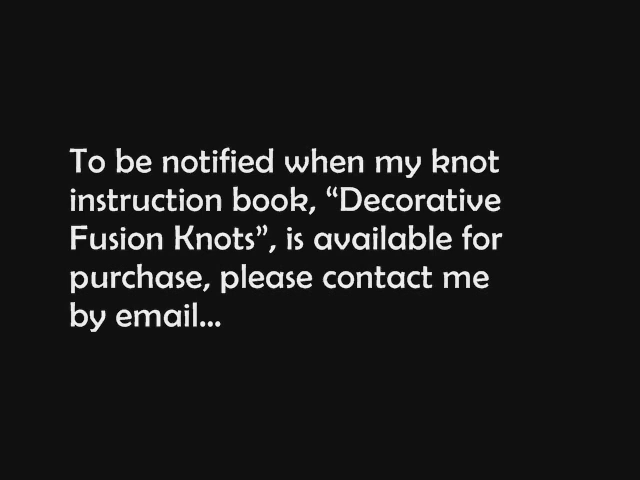 To be notified when my knot
instruction book, “Decorative
Fusion Knots”, is available for
purchase, please contact me
by email...